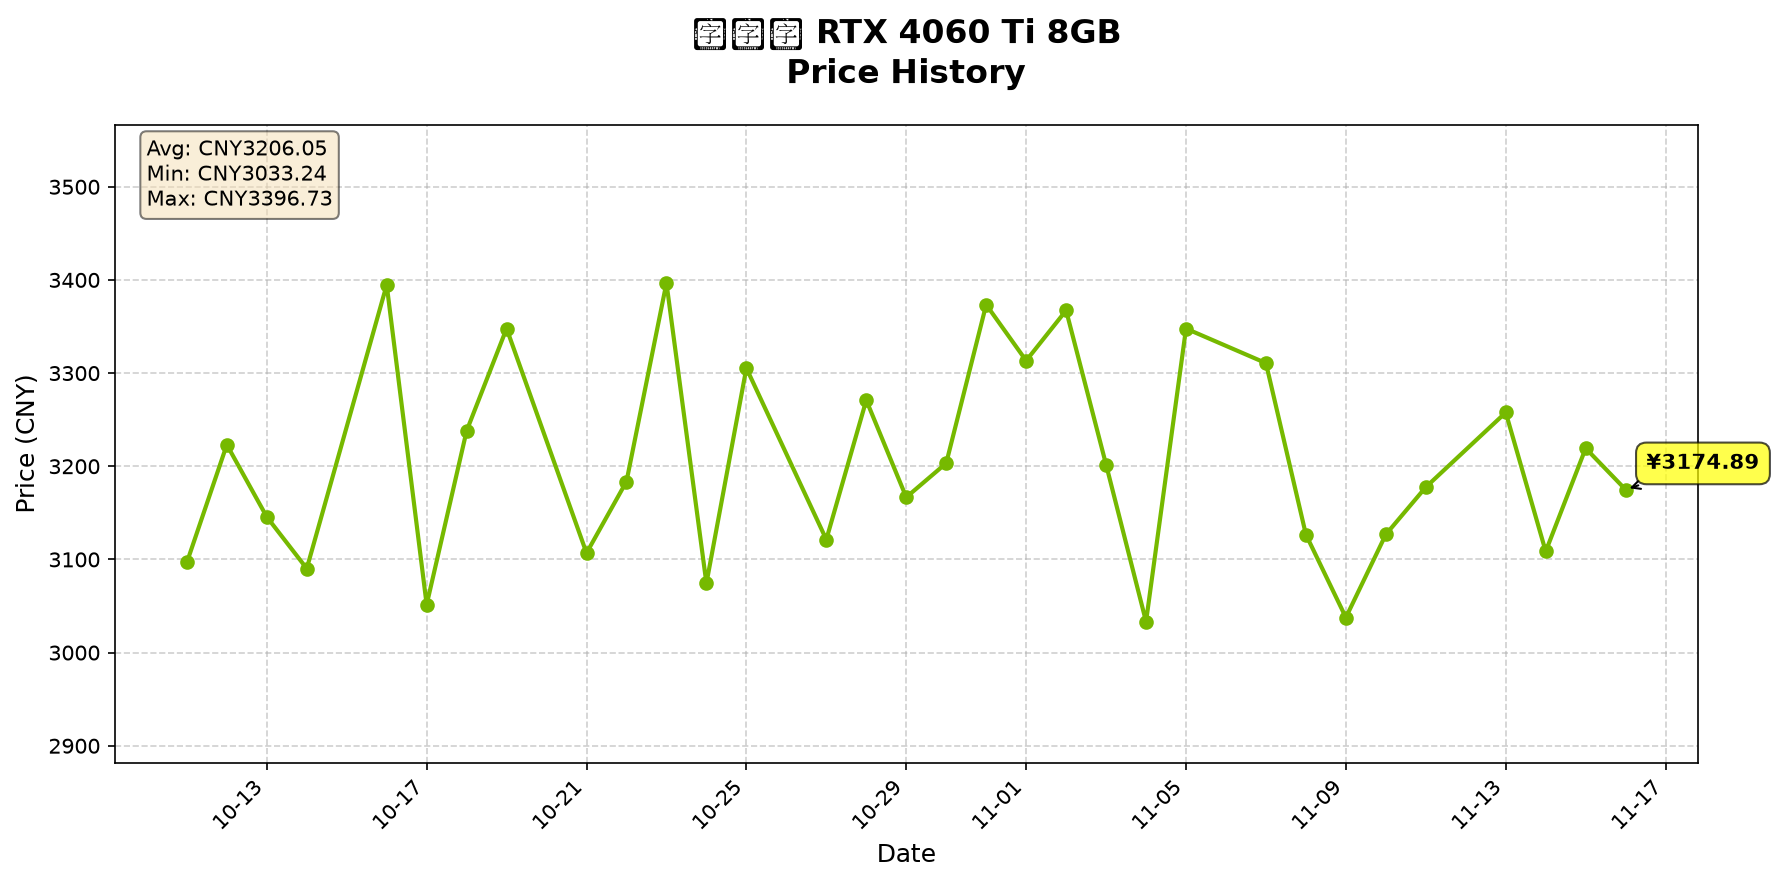 RTX 4060 Ti 8GB
Price History
Avg: CNY3206.05
Min: CNY3033.24
Max: CNY3396.73
Price (CNY)
3500
3400
3300
3200
3100
3000
2900
¥3174.89
10-13
10-17
10-21
10-25
10-29
11-01
11-05
11-09
11-13
11-17
Date